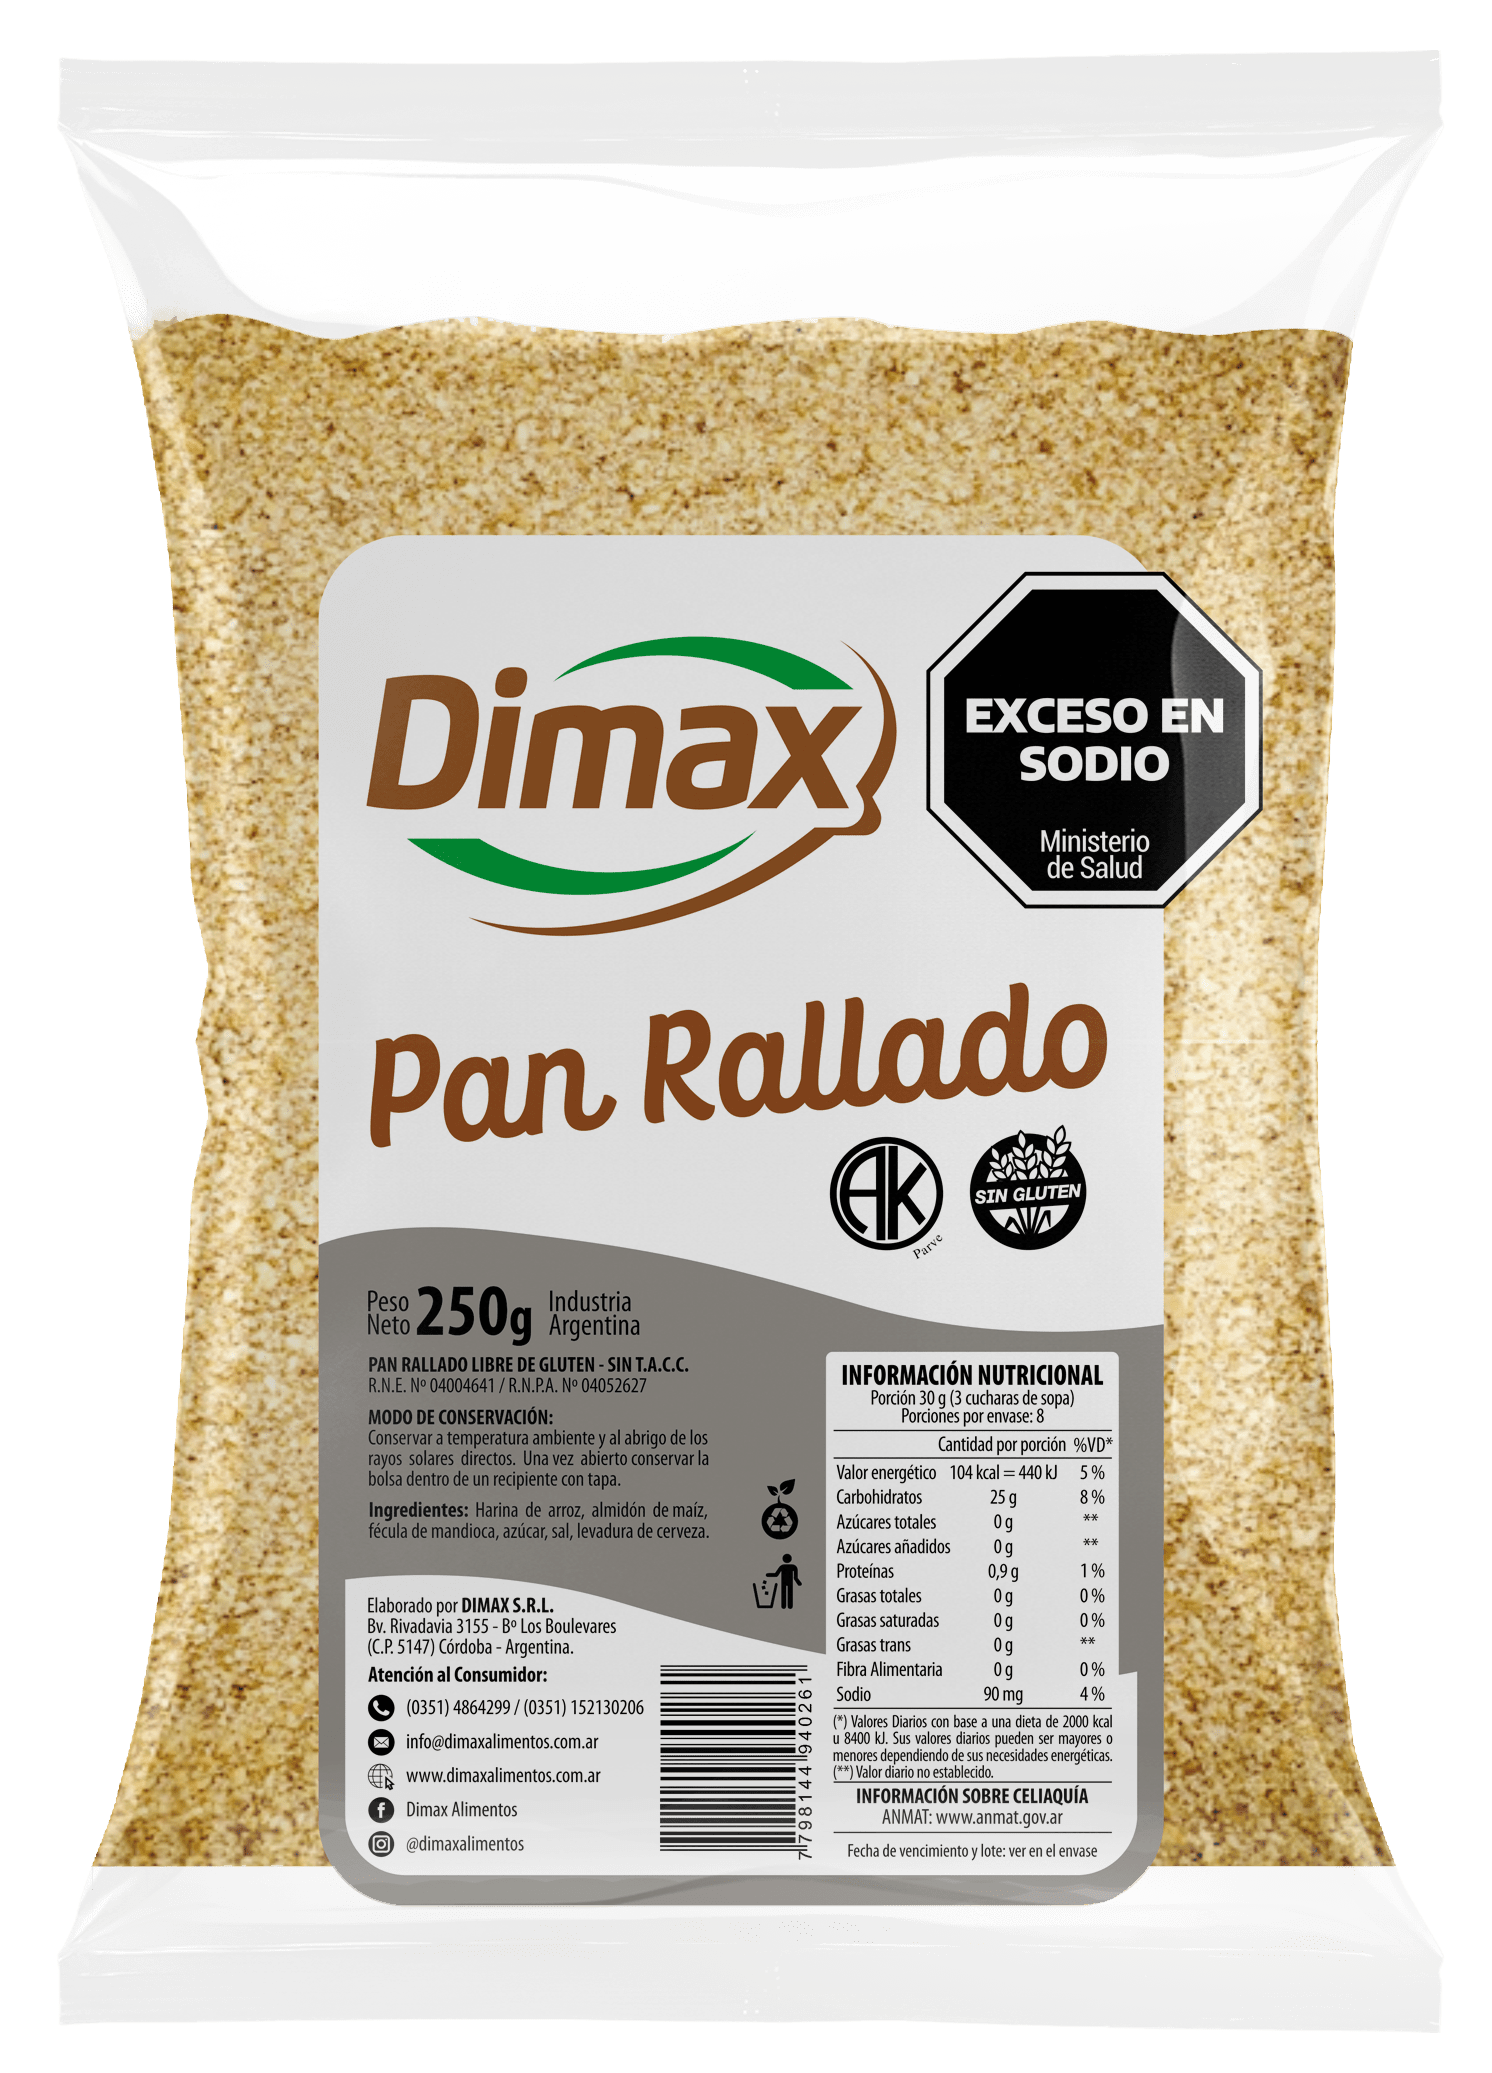 Dimax
EXCESO EN
SODIO
Ministerio
de Salud
Pan Rallado
AK
Parve
SIN GLUTEN
Peso
Neto 250g
Industria
Argentina
PAN RALLADO LIBRE DE GLUTEN - SIN T.A.C.C.
R.N.E. Nº 04004641 / R.N.P.A. Nº 04052627
MODO DE CONSERVACIÓN:
Conservar a temperatura ambiente y al abrigo de los
rayos solares directos. Una vez abierto conservar la
bolsa dentro de un recipiente con tapa.
Ingredientes: Harina de arroz, almidón de maíz,
fécula de mandioca, azúcar, sal, levadura de cerveza.
Elaborado por DIMAX S.R.L.
Bv. Rivadavia 3155 - Bº Los Boulevares
(C.P. 5147) Córdoba - Argentina.
Atención al Consumidor:
(0351) 4864299 / (0351) 152130206
info@dimaxalimentos.com.ar
www.dimaxalimentos.com.ar
Dimax Alimentos
@dimaxalimentos
7798144940261
INFORMACIÓN NUTRICIONAL
Porción 30 g (3 cucharas de sopa)
Porciones por envase: 8
Cantidad por porción %VD*
Valor energético 104 kcal = 440 kJ 5 %
Carbohidratos 25 g 8 %
Azúcares totales 0 g **
Azúcares añadidos 0 g **
Proteínas 0,9 g 1 %
Grasas totales 0 g 0 %
Grasas saturadas 0 g 0 %
Grasas trans 0 g **
Fibra Alimentaria 0 g 0 %
Sodio 90 mg 4 %
(*) Valores Diarios con base a una dieta de 2000 kcal
u 8400 kJ. Sus valores diarios pueden ser mayores o
menores dependiendo de sus necesidades energéticas.
(**) Valor diario no establecido.
INFORMACIÓN SOBRE CELIAQUÍA
ANMAT: www.anmat.gov.ar
Fecha de vencimiento y lote: ver en el envase